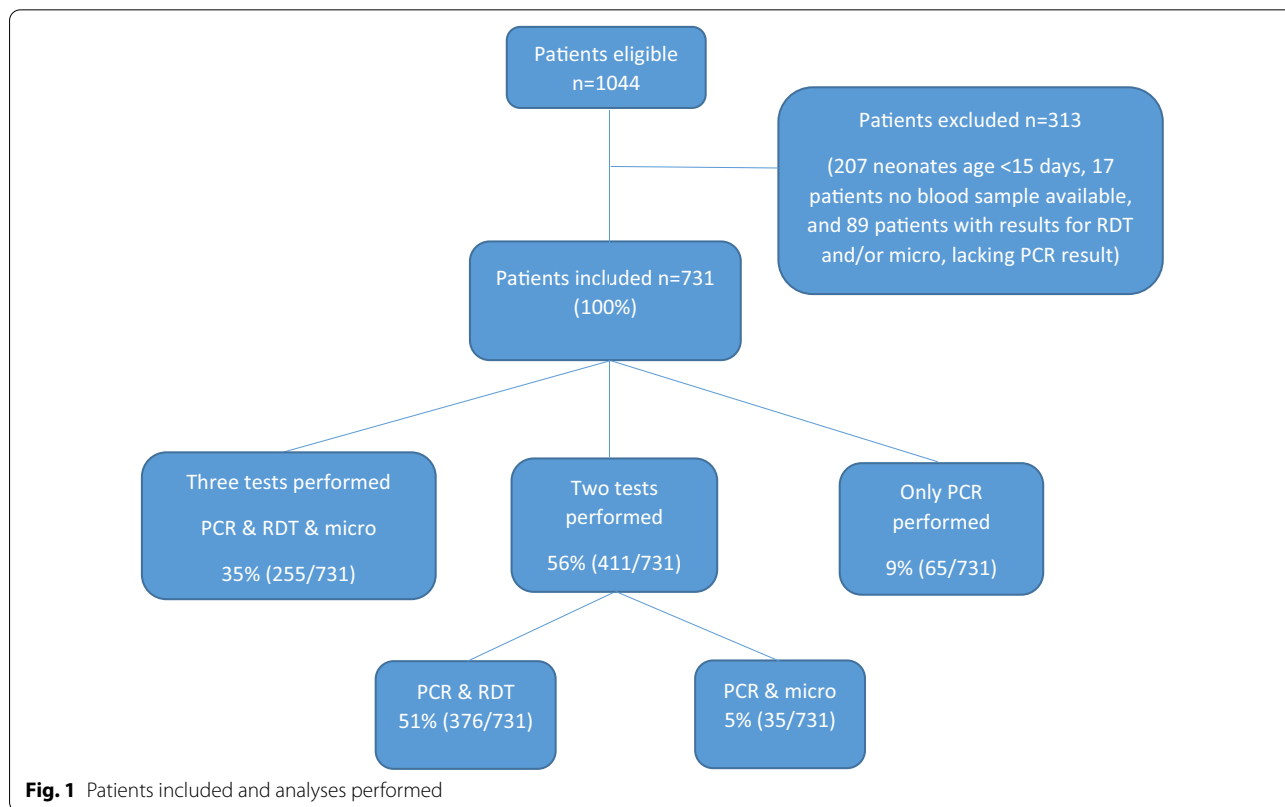 Patients eligible
n=1044
Patients excluded n=313
(207 neonates age <15 days, 17
patients no blood sample available,
and 89 patients with results for RDT
and/or micro, lacking PCR result)
Patients included n=731
(100%)
Three tests performed
PCR & RDT & micro
35% (255/731)
Two tests
performed
56% (411/731)
Only PCR
performed
9% (65/731)
PCR & RDT
51% (376/731)
PCR & micro
5% (35/731)
Fig. 1 Patients included and analyses performed